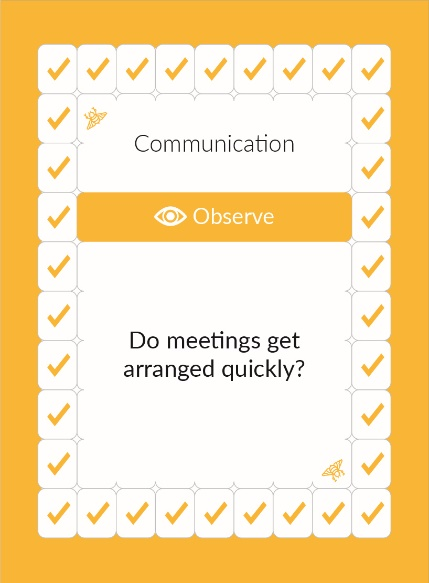 Communication
Observe
Do meetings get
arranged quickly?